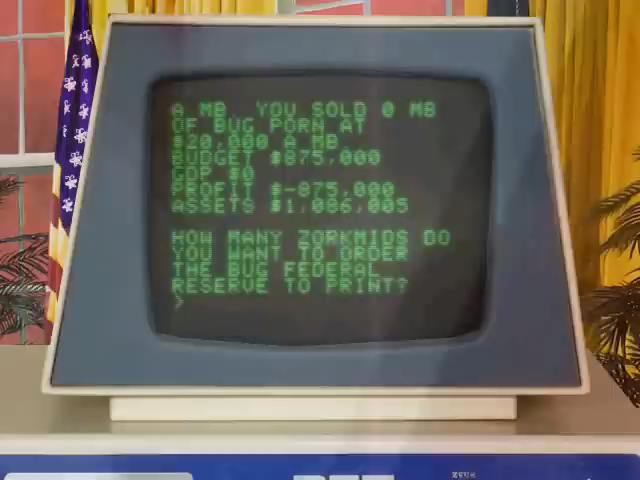 A MB. YOU SOLD 0 MB
OF BUG PORN AT
$20,000 A MB.
BUDGET $875,000
GDP $0
PROFIT $-875,000
ASSETS $1,086,005
HOW MANY ZORKMIDS DO
YOU WANT TO ORDER
THE BUG FEDERAL
RESERVE TO PRINT?
>